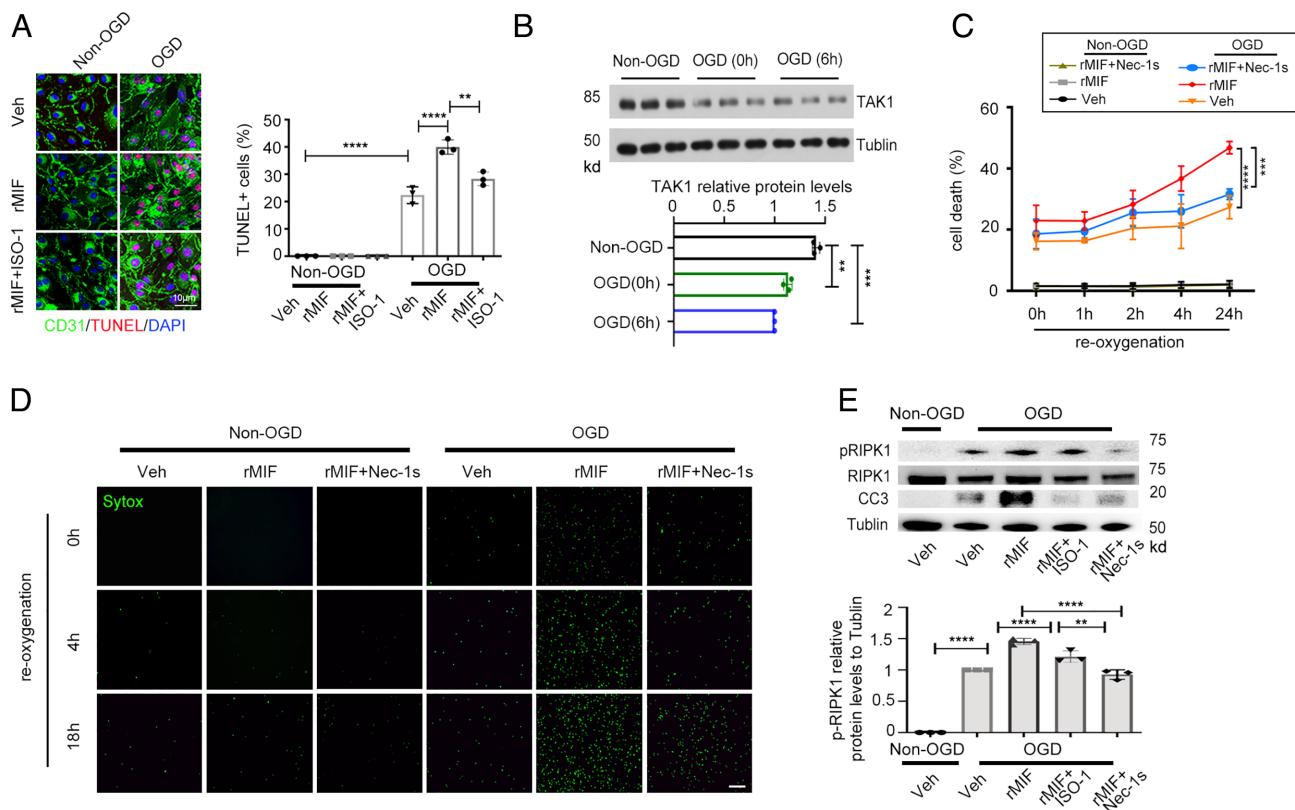 A
Non-OGD
OGD
Veh
rMIF
rMIF+ISO-1
10μm
CD31/TUNEL/DAPI
TUNEL+ cells (%)
50
40
30
20
10
0
****
****
**
Non-OGD
OGD
Veh
rMIF
rMIF+
ISO-1
Veh
rMIF
rMIF+
ISO-1
B
Non-OGD OGD (0h) OGD (6h)
85
TAK1
50
Tublin
kd
TAK1 relative protein levels
0 1 1.5
Non-OGD
OGD(0h)
OGD(6h)
**
***
C
Non-OGD
OGD
rMIF+Nec-1s
rMIF
Veh
rMIF+Nec-1s
rMIF
Veh
cell death (%)
60
40
20
0
****
***
0h 1h 2h 4h 24h
re-oxygenation
D
Non-OGD
OGD
Veh rMIF rMIF+Nec-1s Veh rMIF rMIF+Nec-1s
Sytox
re-oxygenation
0h
4h
18h
E
Non-OGD
OGD
pRIPK1
75
RIPK1
75
CC3
20
Tublin
50
kd
Veh
Veh
rMIF
rMIF+
ISO-1
rMIF+
Nec-1s
p-RIPK1 relative
protein levels to Tublin
2
1.5
1
0
****
****
**
****
Non-OGD
OGD
Veh
Veh
rMIF
rMIF+
ISO-1
rMIF+
Nec-1s